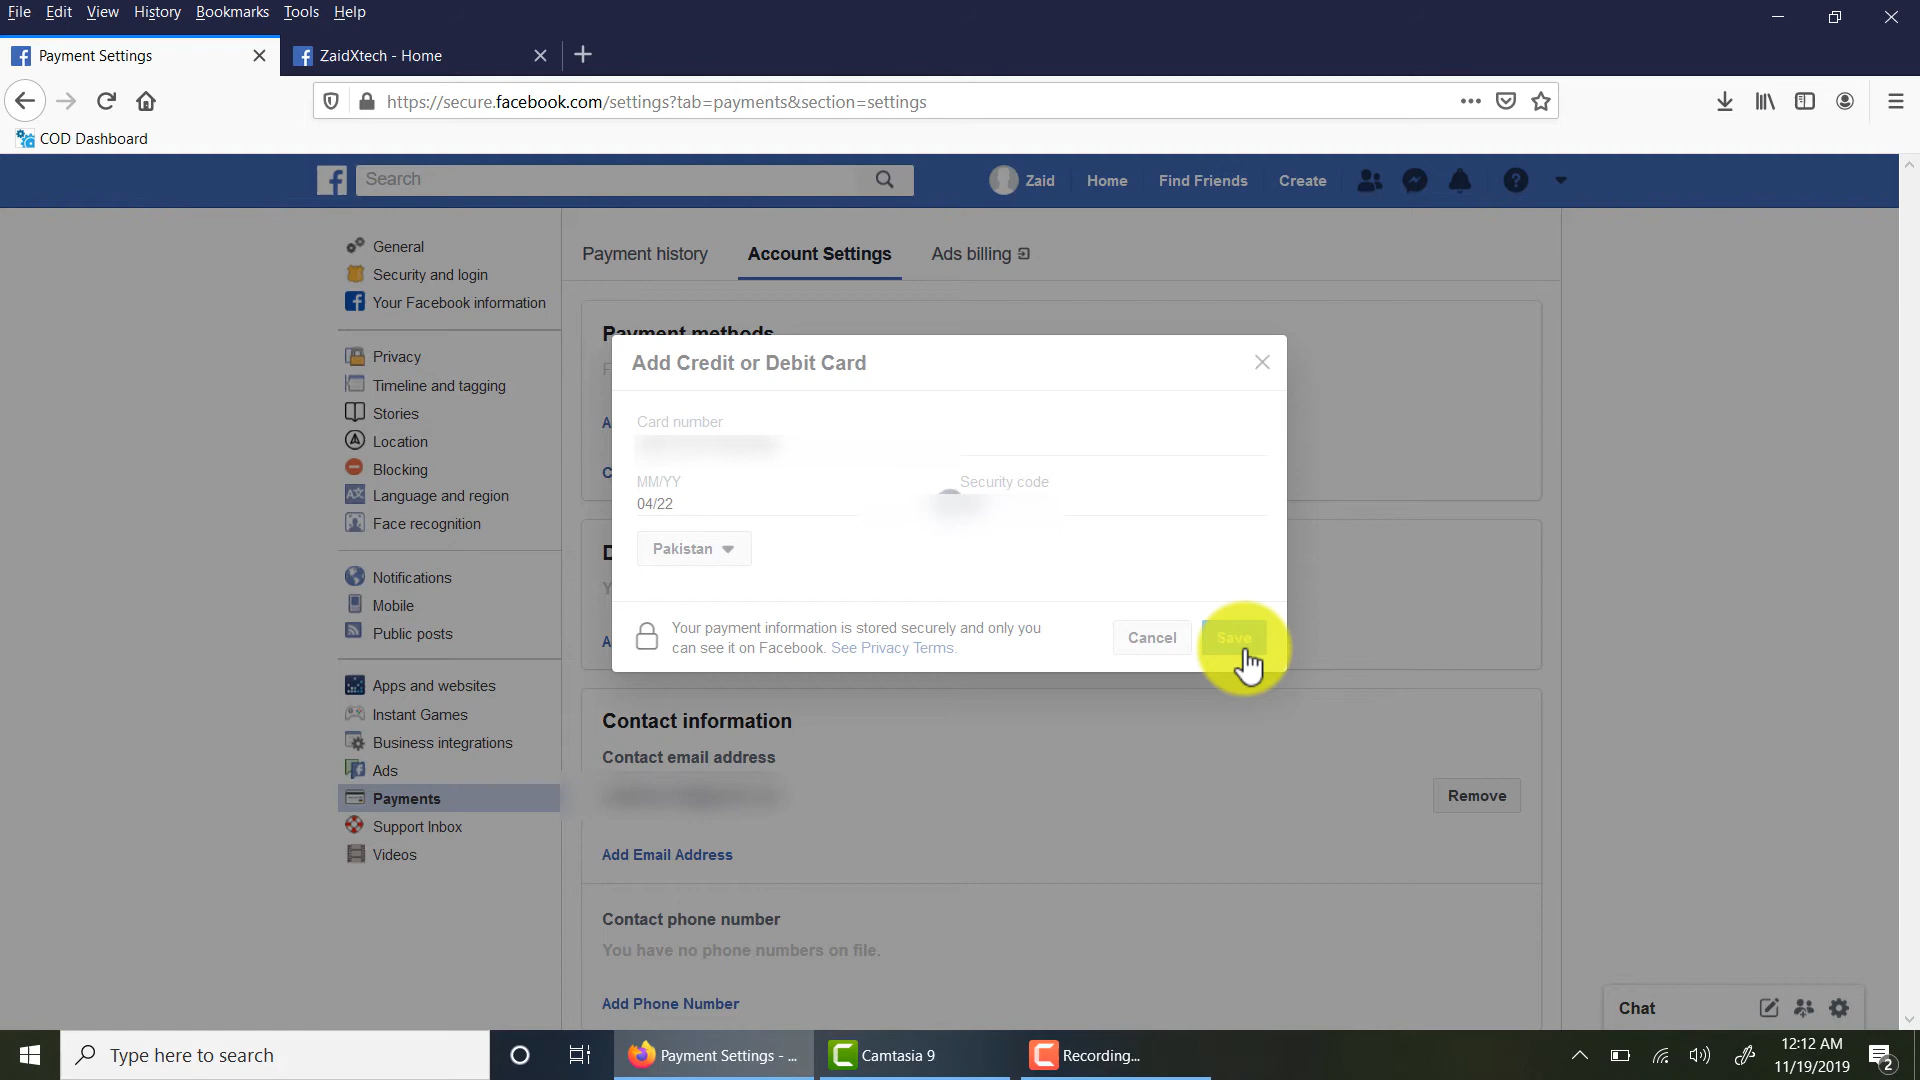 File Edit View History Bookmarks Tools Help
Payment Settings
ZaidXtech - Home
https://secure.facebook.com/settings?tab=payments&section=settings
COD Dashboard
Search
Zaid
Home
Find Friends
Create
General
Security and login
Your Facebook information
Privacy
Timeline and tagging
Stories
Location
Blocking
Language and region
Face recognition
Notifications
Mobile
Public posts
Apps and websites
Instant Games
Business integrations
Ads
Payments
Support Inbox
Videos
Payment history
Account Settings
Ads billing
Payment methods
Add Credit or Debit Card
Card number
MM/YY
Security code
04/22
Pakistan
Your payment information is stored securely and only you
can see it on Facebook. See Privacy Terms.
Cancel
Save
Contact information
Contact email address
Remove
Add Email Address
Contact phone number
You have no phone numbers on file.
Add Phone Number
Chat
Type here to search
Payment Settings - ...
Camtasia 9
Recording...
12:12 AM
11/19/2019
2